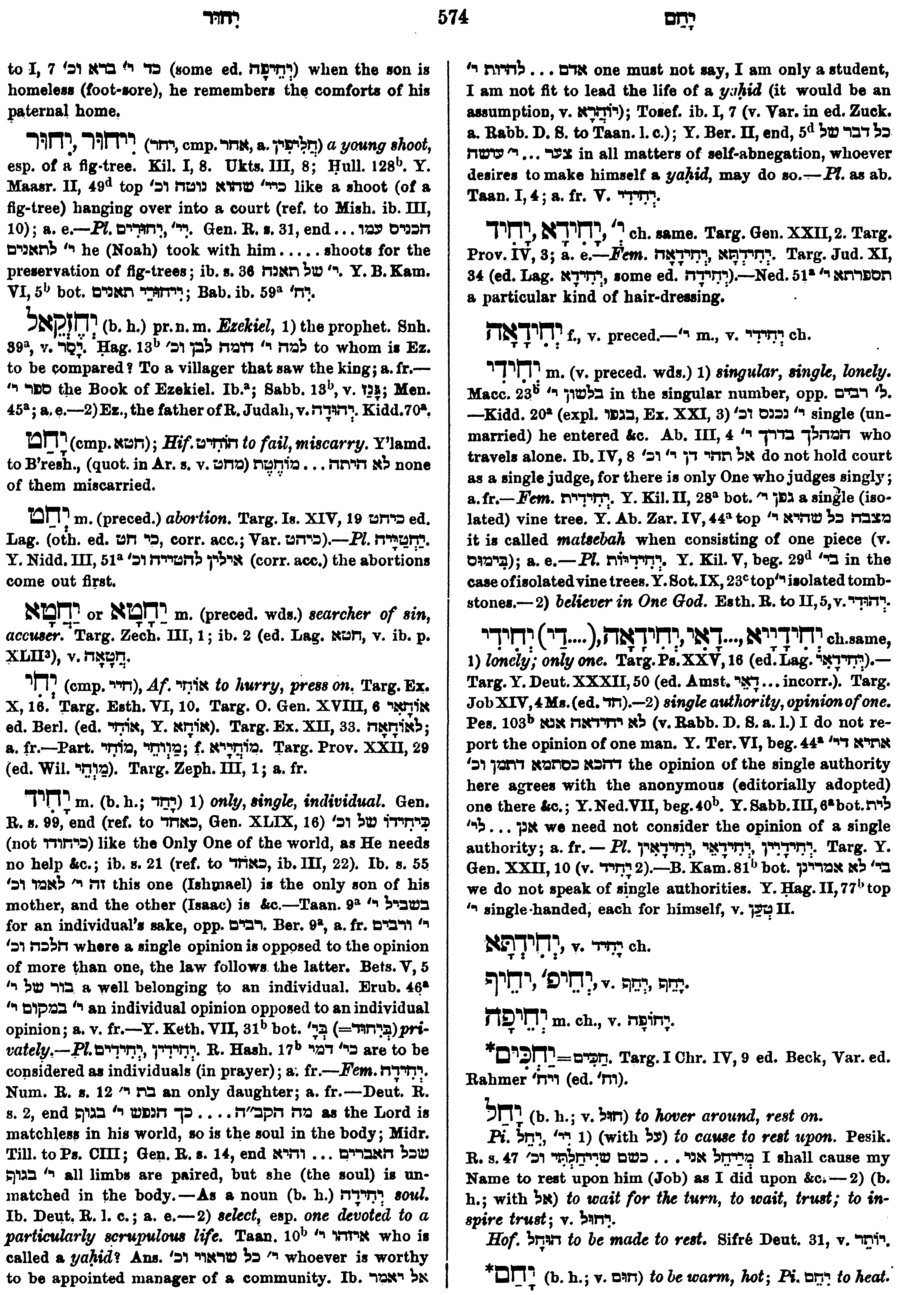 יִחוּר 574 יָחַם
to I, 7 כד י' ברא וכ' (some ed. יְחֵיפָה) when the son is
homeless (foot-sore), he remembers the comforts of his
paternal home.
יִחוּר, יִיחוּר (יחר, cmp. אחר, a. חֲלִיפִין) a young shoot,
esp. of a fig-tree. Kil. I, 8. Ukts. III, 8; Ḥull. 128ᵇ. Y.
Maasr. II, 49ᵈ top כיי' שהיא נוטה וכ' like a shoot (of a
fig-tree) hanging over into a court (ref. to Mish. ib. III,
10); a. e.—Pl. יִחוּרִים, יי'. Gen. R. s. 31, end הכניס עמו...
י' לתאנים he (Noah) took with him ..... shoots for the
preservation of fig-trees; ib. s. 36 י' של תאנה. Y. B. Kam.
VI, 5ᵇ bot. יִיחוּרֵי תאנים; Bab. ib. 59ᵃ יח'.
יְחֶזְקֵאל (b. h.) pr. n. m. Ezekiel, 1) the prophet. Snh.
39ᵃ, v. יָסַר. Ḥag. 13ᵇ למה י' דומה לבן וכ' to whom is Ez.
to be compared? To a villager that saw the king; a. fr.—
ספר י' the Book of Ezekiel. Ib.ᵃ; Sabb. 13ᵇ, v. גָּנַז; Men.
45ᵃ; a. e.—2) Ez., the father of R. Judah, v. יְהוּדָה. Kidd. 70ᵃ.
יָחַט (cmp. חטא); Hif. הוֹחִיט to fail, miscarry. Y'lamd.
to B'resh., (quot. in Ar. s. v. מחט) לא היתה ... מוֹחֶטֶת none
of them miscarried.
יַחַט m. (preced.) abortion. Targ. Is. XIV, 19 כיחט ed.
Lag. (oth. ed. כי חט, corr. acc.; Var. כיחט).—Pl. יַחְטַיָּיה.
Y. Nidd. III, 51ᵃ אילין להטייה וכ' (corr. acc.) the abortions
come out first.
יַחֲטָא or יַחְטָא m. (preced. wds.) searcher of sin,
accuser. Targ. Zech. III, 1; ib. 2 (ed. Lag. חטא, v. ib. p.
XLII³), v. חֲטָאָה.
יְחִי (cmp. חיי), Af. אוֹחִי to hurry, press on. Targ. Ex.
X, 16. Targ. Esth. VI, 10. Targ. O. Gen. XVIII, 6 אוֹחָאִי
ed. Berl. (ed. אוֹחִי, Y. אוֹחָא). Targ. Ex. XII, 33. לְאוֹחָאָה;
a. fr.—Part. מוֹחִי, מְוַחֵי; f. מוֹחֲיָא. Targ. Prov. XXII, 29
(ed. Wil. מְוַחֵי). Targ. Zeph. III, 1; a. fr.
יָחִיד m. (b. h.; יָחַד) 1) only, single, individual. Gen.
R. s. 99, end (ref. to כאחד, Gen. XLIX, 16) כִּיחִידוֹ של וכ'
(not כיחודו) like the Only One of the world, as He needs
no help &c.; ib. s. 21 (ref. to כאחד, ib. III, 22). Ib. s. 55
זה י' לאמו וכ' this one (Ishmael) is the only son of his
mother, and the other (Isaac) is &c.—Taan. 9ᵃ בשביל י'
for an individual's sake, opp. רבים. Ber. 9ᵃ, a. fr. י' ורבים
הלכה וכ' where a single opinion is opposed to the opinion
of more than one, the law follows the latter. Bets. V, 5
בור של י' a well belonging to an individual. Erub. 46ᵃ
י' במקום י' an individual opinion opposed to an individual
opinion; a. v. fr.—Y. Keth. VII, 31ᵇ bot. בְּי' (=בְּיִחוּד) pri-
vately.—Pl. יְחִידִים, יְחִידִין. R. Hash. 17ᵇ כי' דמי are to be
considered as individuals (in prayer); a. fr.—Fem. יְחִידָה.
Num. R. s. 12 בת י' an only daughter; a. fr.—Deut. R.
s. 2, end מה הקב"ה .... כך הנפש י' בגוף as the Lord is
matchless in his world, so is the soul in the body; Midr.
Till. to Ps. CIII; Gen. R. s. 14, end שכל האברים ... והיא
י' בגוף all limbs are paired, but she (the soul) is un-
matched in the body.—As a noun (b. h.) יְחִידָה soul.
Ib. Deut. R. l. c.; a. e.—2) select, esp. one devoted to a
particularly scrupulous life. Taan. 10ᵇ איזהו י' who is
called a yaḥid? Ans. כל שראוי וכ' י' whoever is worthy
to be appointed manager of a community. Ib. אל יאמר
אדם ... להיות י' one must not say, I am only a student,
I am not fit to lead the life of a yaḥid (it would be an
assumption, v. יוֹהֲרָא); Tosef. ib. I, 7 (v. Var. in ed. Zuck.
a. Rabb. D. S. to Taan. l. c.); Y. Ber. II, end, 5ᵈ כל דבר של
צער ... י' עישה in all matters of self-abnegation, whoever
desires to make himself a yaḥid, may do so.—Pl. as ab.
Taan. I, 4; a. fr. V. יְחִידִי.
יָחִיד, יְחִידָא, י' ch. same. Targ. Gen. XXII, 2. Targ.
Prov. IV, 3; a. e.—Fem. יְחִידְתָּא, יְחִידָאָה. Targ. Jud. XI,
34 (ed. Lag. יְחִידָא, some ed. יְחִידָה).—Ned. 51ᵃ תספורתא י'
a particular kind of hair-dressing.
יְחִידָאָה f., v. preced.—י' m., v. יְחִידִי ch.
יְחִידִי m. (v. preced. wds.) 1) singular, single, lonely.
Macc. 23ᵇ בלשון י' in the singular number, opp. ל' רבים.
—Kidd. 20ᵃ (expl. בגפו, Ex. XXI, 3) י' נכנס וכ' single (un-
married) he entered &c. Ab. III, 4 המהלך בדרך י' who
travels alone. Ib. IV, 8 אל תהי דן י' וכ' do not hold court
as a single judge, for there is only One who judges singly;
a. fr.—Fem. יְחִידִית. Y. Kil. II, 28ᵃ bot. גפן י' a single (iso-
lated) vine tree. Y. Ab. Zar. IV, 44ᵃ top מצבה כל שהיא י'
it is called matsebah when consisting of one piece (v.
בִּימוֹס); a. e.—Pl. יְחִידִיּוֹת. Y. Kil. V, beg. 29ᵈ בי' in the
case of isolated vine trees. Y. Sot. IX, 23ᶜ top י' isolated tomb-
stones.—2) believer in One God. Esth. R. to II, 5, v. יְהוּדִי.
יְחִידִי, (דִי....) יְחִידָאָה, ...דָאִי, יְחִידָיָיא ch. same,
1) lonely; only one. Targ. Ps. XXV, 16 (ed. Lag. יְחִידָאִי).—
Targ. Y. Deut. XXXII, 50 (ed. Amst. דָאִי... incorr.). Targ.
Job XIV, 4 Ms. (ed. חד).—2) single authority, opinion of one.
Pes. 103ᵇ לא יחידאה אנא (v. Rabb. D. S. a. l.) I do not re-
port the opinion of one man. Y. Ter. VI, beg. 44ᵃ אתיא די'
דהכא כסתמא דתמן וכ' the opinion of the single authority
here agrees with the anonymous (editorially adopted)
one there &c.; Y. Ned. VII, beg. 40ᵇ. Y. Sabb. III, 6ᵃ bot. לית
אנן ... לי' we need not consider the opinion of a single
authority; a. fr.—Pl. יְחִידָיִין, יְחִידָאֵי, יְחִידָאִין. Targ. Y.
Gen. XXII, 10 (v. יָחִיד 2).—B. Kam. 81ᵇ bot. בי' לא אמרינן
we do not speak of single authorities. Y. Ḥag. II, 77ᵇ top
י' single-handed, each for himself, v. טָעַן II.
יְחִידְתָּא, v. יָחִיד ch.
יָחִיף, יְחֵיפ', v. יָחֵף, יָחַף.
יְחֵיפָה m. ch., v. יְחוֹפָה.
*יַחְכִּים=חַכִּים. Targ. I Chr. IV, 9 ed. Beck, Var. ed.
Rahmer ויח' (ed. וח').
יָחַל (b. h.; v. חול) to hover around, rest on.
Pi. יִחֵל, יי' 1) (with על) to cause to rest upon. Pesik.
R. s. 47 מְיַיחֵל אני ... כשם שיִּיחַלְתִּי וכ' I shall cause my
Name to rest upon him (Job) as I did upon &c.—2) (b.
h.; with אל) to wait for the turn, to wait, trust; to in-
spire trust; v. יִחוּל.
Hof. הוּחַל to be made to rest. Sifré Deut. 31, v. יוֹתֵר.
*יָחַם (b. h.; v. חום) to be warm, hot; Pi. יִחֵם to heat.